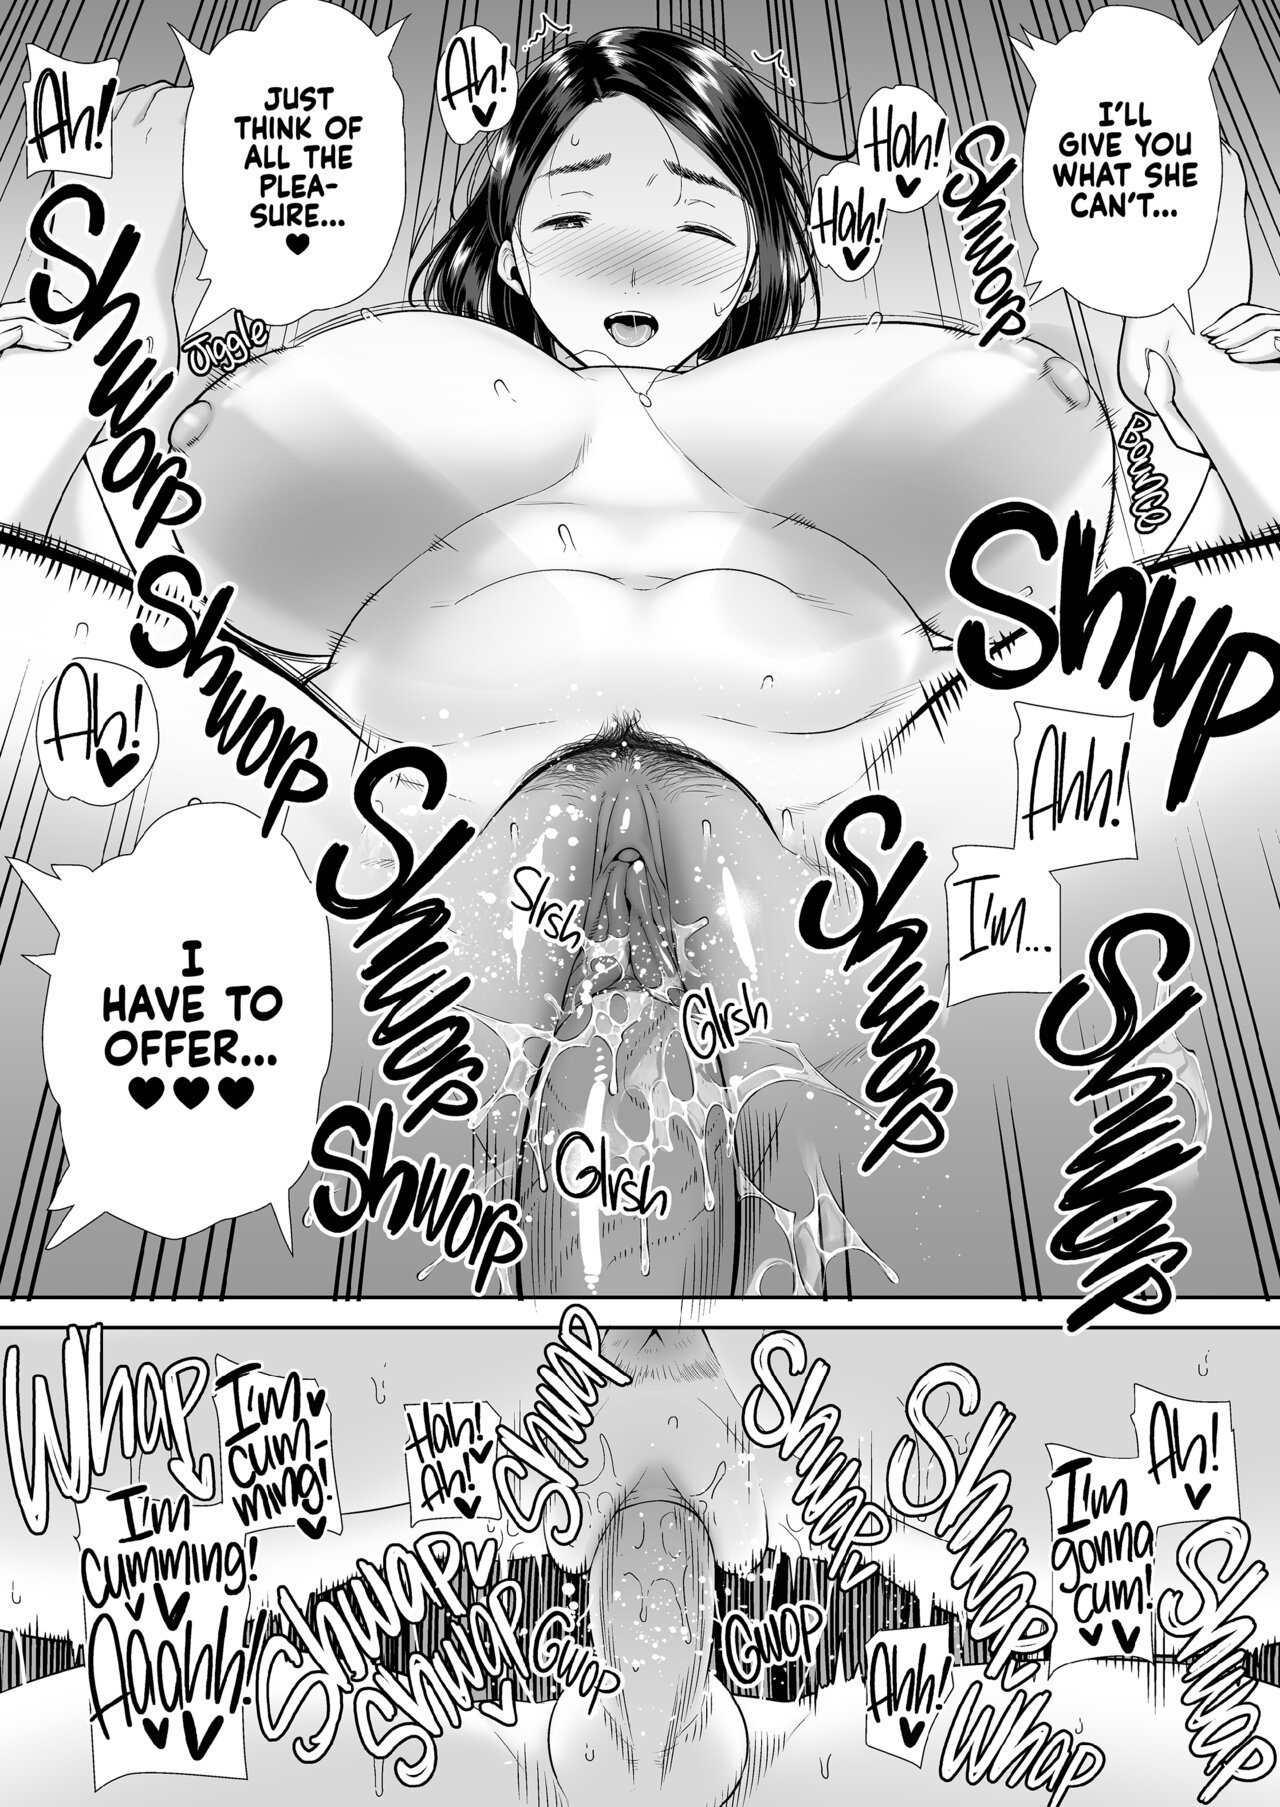 I'LL
GIVE YOU
WHAT SHE
CAN'T...
Hah!
Hah!
Shworp
Ah!
JUST
THINK OF
ALL THE
PLEA-
SURE...
Ah!
Shworp
Jiggle
Bounce
Shwp
Shworp
Ah!
I
HAVE TO
OFFER...
Ahh!
I'm...
Shworp
Shworp
Shworp
Shworp
Slrsh
Glrsh
Glrsh
Ah!
I'm
gonna
cum!
Shwap
Shwap
Shwap
Whap
Ahh!
Gwop
Shwap
Gwop
Hah!
Ah!
Shwap
Shwap
I'm
cum-
ming!
Whap
I'm
cumming!
Aaahh!